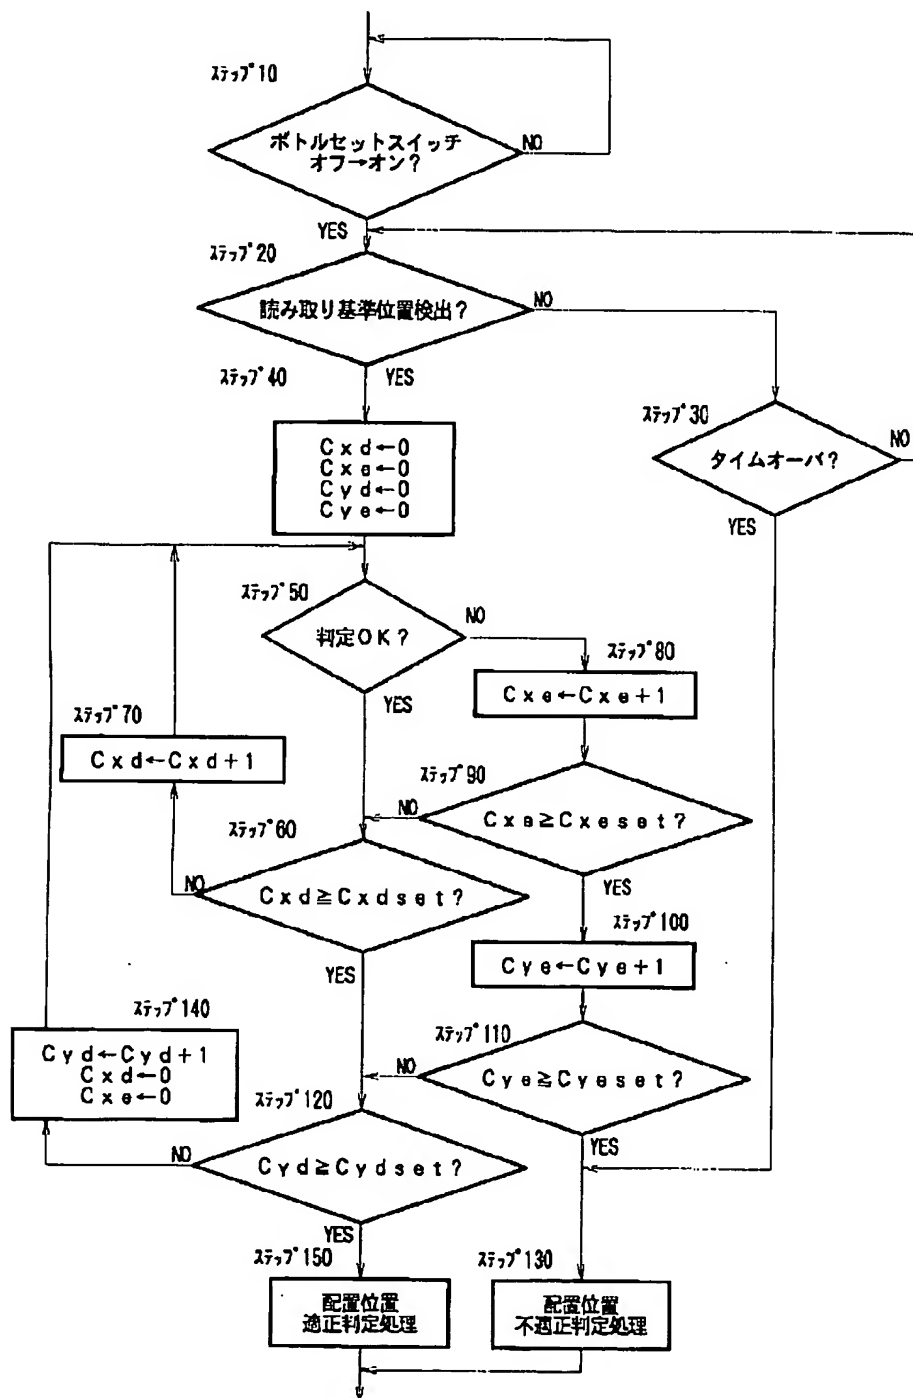 ステップ10
ボトルセットスイッチ
オフ→オン?
NO
YES
ステップ20
読み取り基準位置検出?
NO
YES
ステップ30
タイムオーバ?
NO
YES
ステップ40
Cxd←0
Cxe←0
Cyd←0
Cye←0
ステップ50
判定OK?
NO
YES
ステップ80
Cxe←Cxe+1
ステップ70
Cxd←Cxd+1
ステップ90
Cxe≧Cxeset?
NO
YES
ステップ60
Cxd≧Cxdset?
NO
YES
ステップ100
Cye←Cye+1
ステップ140
Cyd←Cyd+1
Cxd←0
Cxe←0
ステップ110
Cye≧Cyeset?
NO
YES
ステップ120
Cyd≧Cydset?
NO
YES
ステップ150
配置位置
適正判定処理
ステップ130
配置位置
不適正判定処理